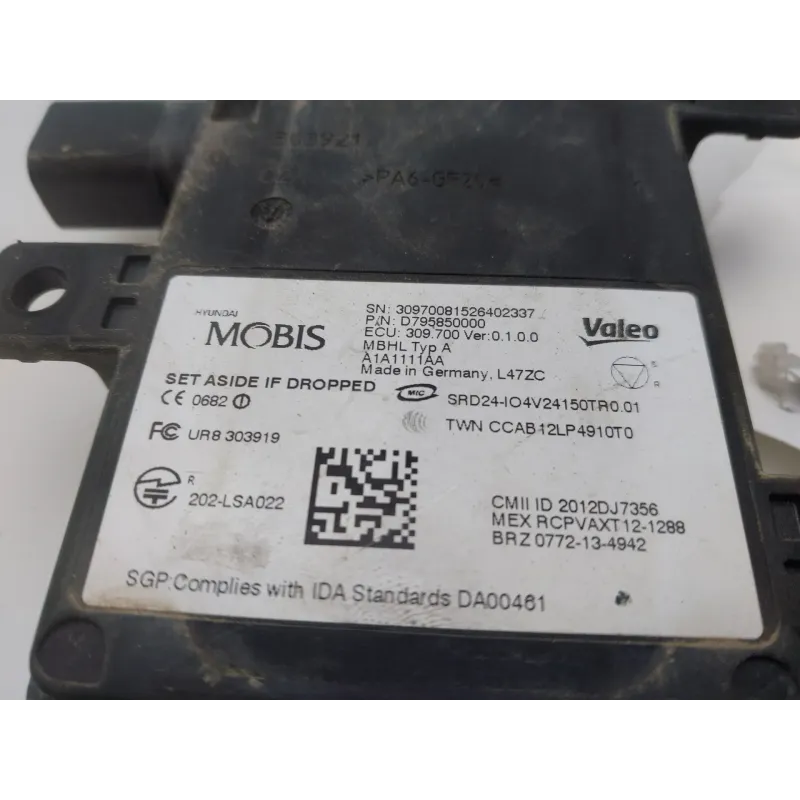 >PA6-GF
HYUNDAI
MOBIS
SN: 30970081526402337
P/N: D795850000
ECU: 309.700 Ver:0.1.0.0
MBHL Typ A
A1A1111AA
Made in Germany, L47ZC
Valeo
S
R
SET ASIDE IF DROPPED
MIC
SRD24-IO4V24150TR0.01
CE 0682
TWN CCAB12LP4910T0
FC UR8 303919
R
202-LSA022
CMII ID 2012DJ7356
MEX RCPVAXT12-1288
BRZ 0772-13-4942
SGP:Complies with IDA Standards DA00461